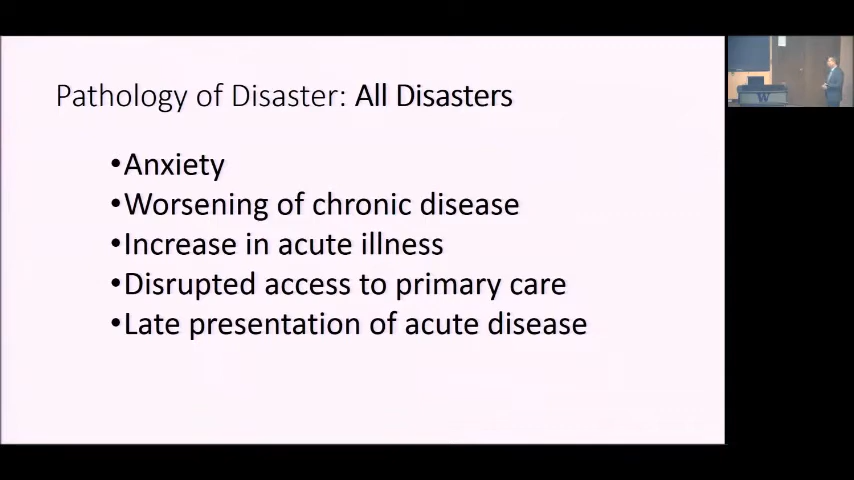 Pathology of Disaster: All Disasters
•Anxiety
•Worsening of chronic disease
•Increase in acute illness
•Disrupted access to primary care
•Late presentation of acute disease
W